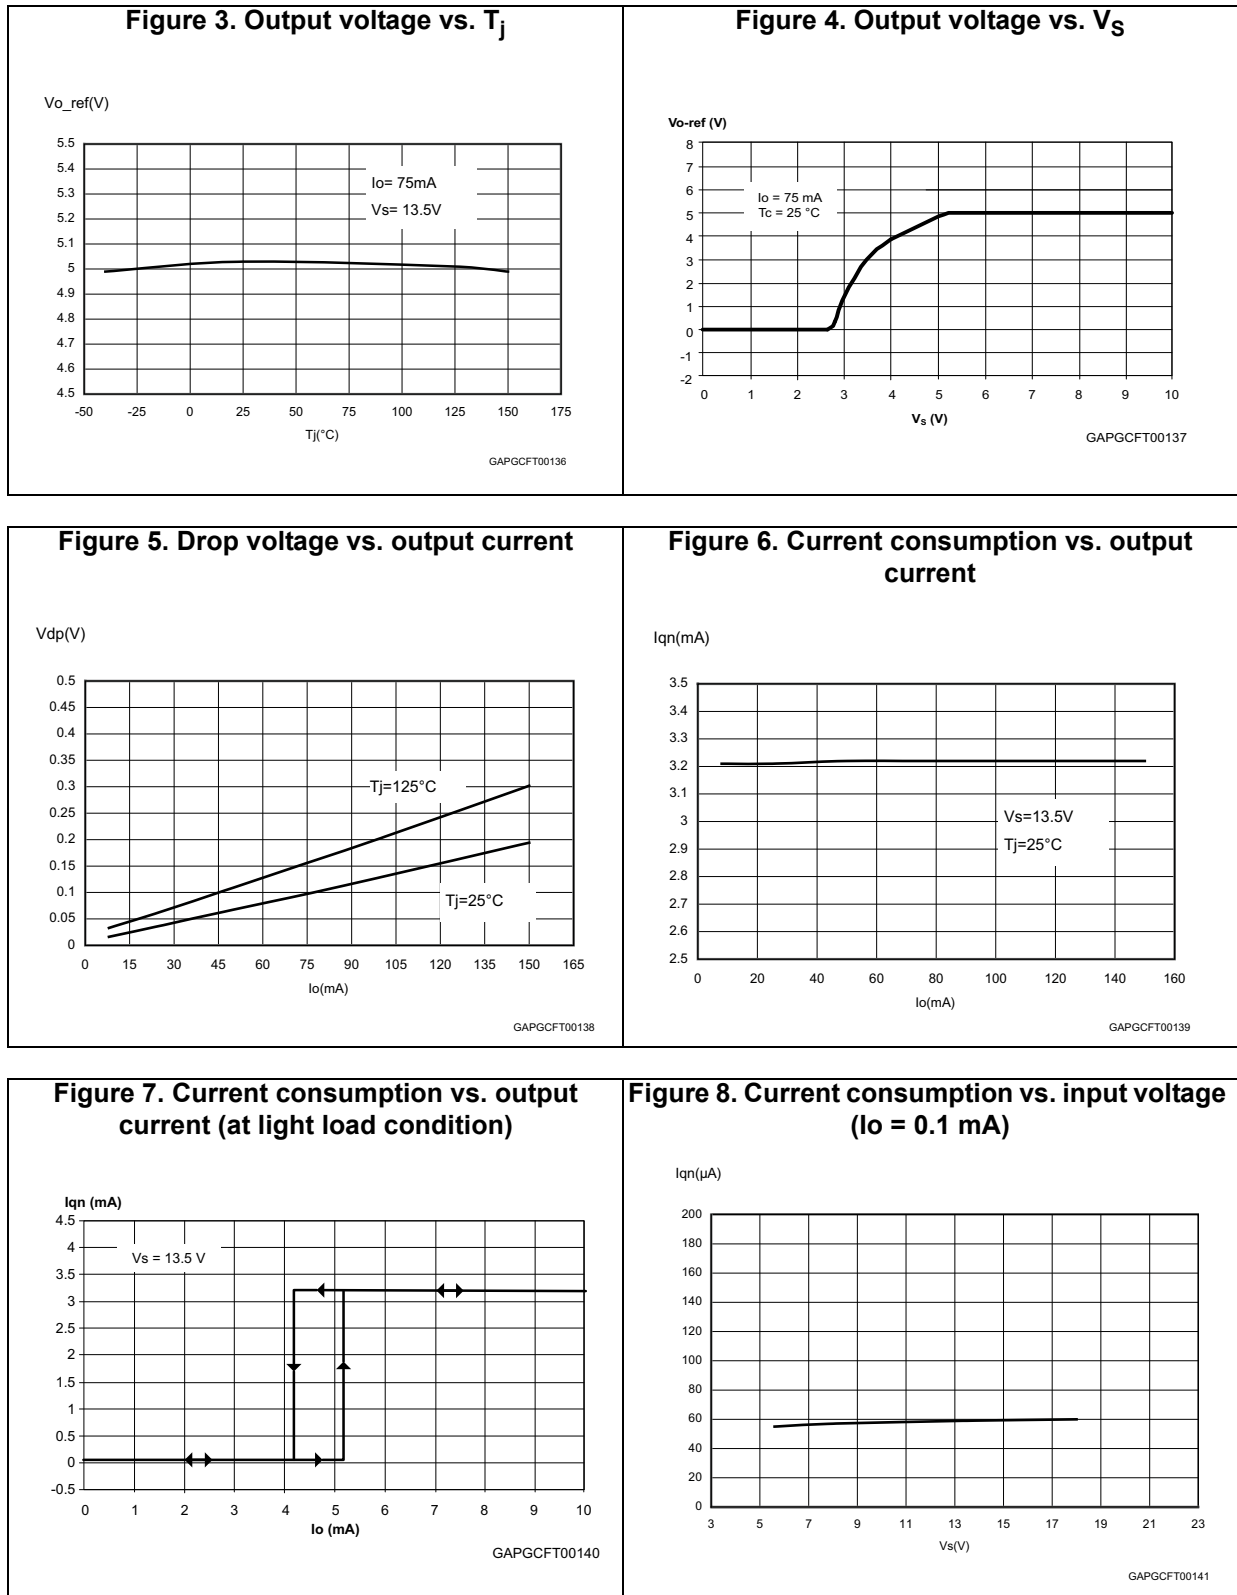 Figure 3. Output voltage vs. Tj
Vo_ref(V)
5.5
5.4
5.3
5.2
5.1
5
4.9
4.8
4.7
4.6
4.5
Io= 75mA
Vs= 13.5V
-50 -25 0 25 50 75 100 125 150 175
Tj(°C)
GAPGCFT00136
Figure 4. Output voltage vs. VS
Vo-ref (V)
8
7
6
5
4
3
2
1
0
-1
-2
Io = 75 mA
Tc = 25 °C
0 1 2 3 4 5 6 7 8 9 10
VS (V)
GAPGCFT00137
Figure 5. Drop voltage vs. output current
Vdp(V)
0.5
0.45
0.4
0.35
0.3
0.25
0.2
0.15
0.1
0.05
0
Tj=125°C
Tj=25°C
0 15 30 45 60 75 90 105 120 135 150 165
Io(mA)
GAPGCFT00138
Figure 6. Current consumption vs. output
current
Iqn(mA)
3.5
3.4
3.3
3.2
3.1
3
2.9
2.8
2.7
2.6
2.5
Vs=13.5V
Tj=25°C
0 20 40 60 80 100 120 140 160
Io(mA)
GAPGCFT00139
Figure 7. Current consumption vs. output
current (at light load condition)
Iqn (mA)
4.5
4
3.5
3
2.5
2
1.5
1
0.5
0
-0.5
Vs = 13.5 V
0 1 2 3 4 5 6 7 8 9 10
Io (mA)
GAPGCFT00140
Figure 8. Current consumption vs. input voltage
(Io = 0.1 mA)
Iqn(µA)
200
180
160
140
120
100
80
60
40
20
0
3 5 7 9 11 13 15 17 19 21 23
Vs(V)
GAPGCFT00141